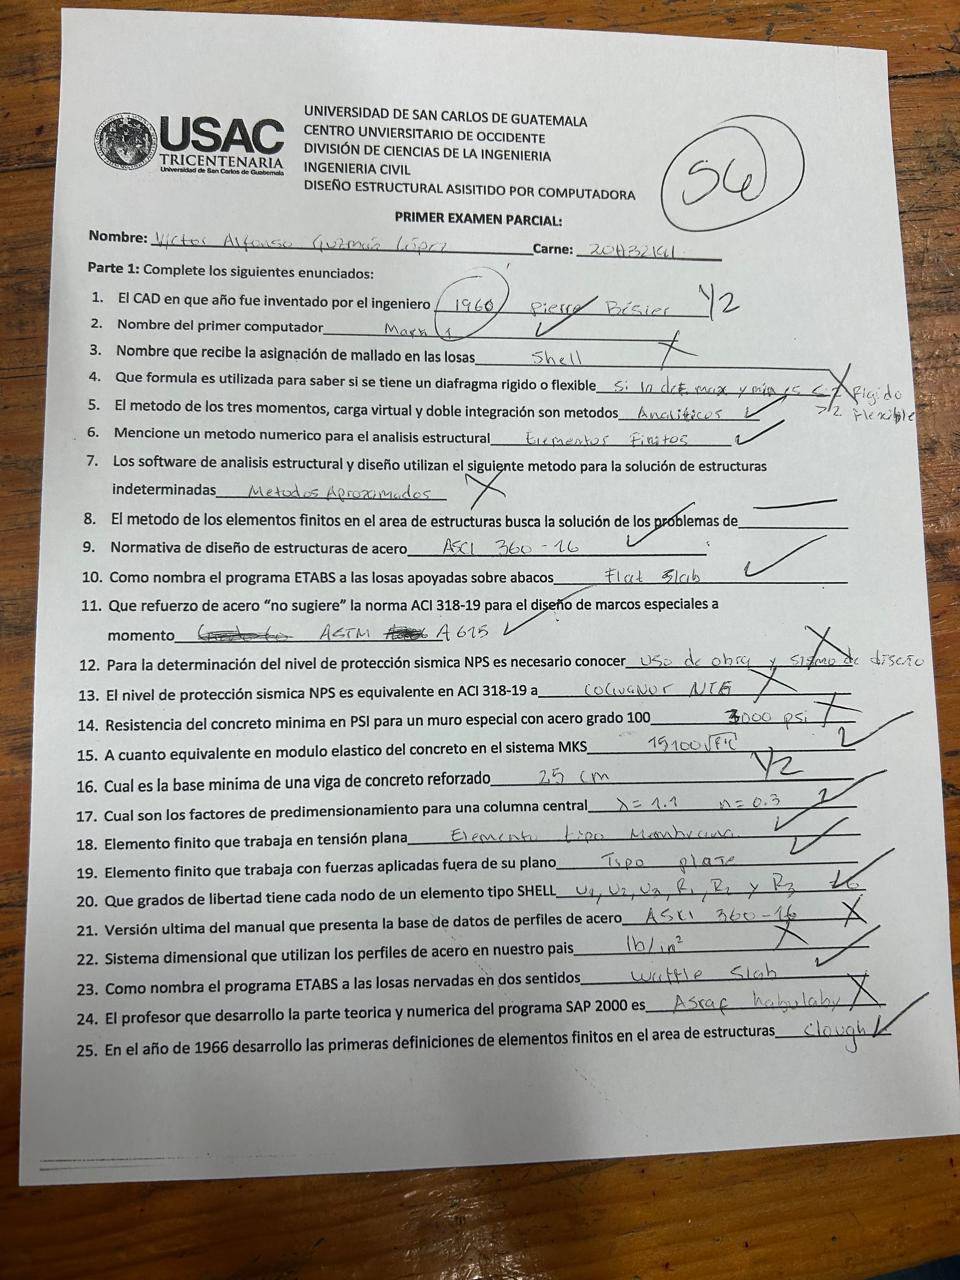 USAC
TRICENTENARIA
Universidad de San Carlos de Guatemala
UNIVERSIDAD DE SAN CARLOS DE GUATEMALA
CENTRO UNVIERSITARIO DE OCCIDENTE
DIVISIÓN DE CIENCIAS DE LA INGENIERIA
INGENIERIA CIVIL
DISEÑO ESTRUCTURAL ASISITIDO POR COMPUTADORA
PRIMER EXAMEN PARCIAL:
Nombre: Victor Alfonso Guzmán López Carne:
Parte 1: Complete los siguientes enunciados:
1. El CAD en que año fue inventado por el ingeniero 1960 Pierre Bésier 1/2
2. Nombre del primer computador Mark 1
3. Nombre que recibe la asignación de mallado en las losas Shell
4. Que formula es utilizada para saber si se tiene un diafragma rigido o flexible Si la def max y min es <2 Rigido
>2 Flexible
5. El metodo de los tres momentos, carga virtual y doble integración son metodos Analíticos
6. Mencione un metodo numerico para el analisis estructural Elementos Finitos
7. Los software de analisis estructural y diseño utilizan el siguiente metodo para la solución de estructuras
indeterminadas Metodos Aproximados
8. El metodo de los elementos finitos en el area de estructuras busca la solución de los problemas de
9. Normativa de diseño de estructuras de acero ASCI 360-16
10. Como nombra el programa ETABS a las losas apoyadas sobre abacos Flat Slab
11. Que refuerzo de acero "no sugiere" la norma ACI 318-19 para el diseño de marcos especiales a
momento ASTM A615
12. Para la determinación del nivel de protección sismica NPS es necesario conocer uso de obra y sismo de diseño
13. El nivel de protección sismica NPS es equivalente en ACI 318-19 a NTE
14. Resistencia del concreto minima en PSI para un muro especial con acero grado 100 3000 psi
15. A cuanto equivalente en modulo elastico del concreto en el sistema MKS 15100√f'c 2
16. Cual es la base minima de una viga de concreto reforzado 25 cm 1/2
17. Cual son los factores de predimensionamiento para una columna central λ=1.1 n=0.3
18. Elemento finito que trabaja en tensión plana Elemento tipo Membrana
19. Elemento finito que trabaja con fuerzas aplicadas fuera de su plano Tipo plate
20. Que grados de libertad tiene cada nodo de un elemento tipo SHELL U1, U2, U3, R1, R2 y R3
21. Versión ultima del manual que presenta la base de datos de perfiles de acero ASCI 360-16
22. Sistema dimensional que utilizan los perfiles de acero en nuestro pais lb/in²
23. Como nombra el programa ETABS a las losas nervadas en dos sentidos Waffle Slab
24. El profesor que desarrollo la parte teorica y numerica del programa SAP 2000 es Asraf habulaby
25. En el año de 1966 desarrollo las primeras definiciones de elementos finitos en el area de estructuras Clough